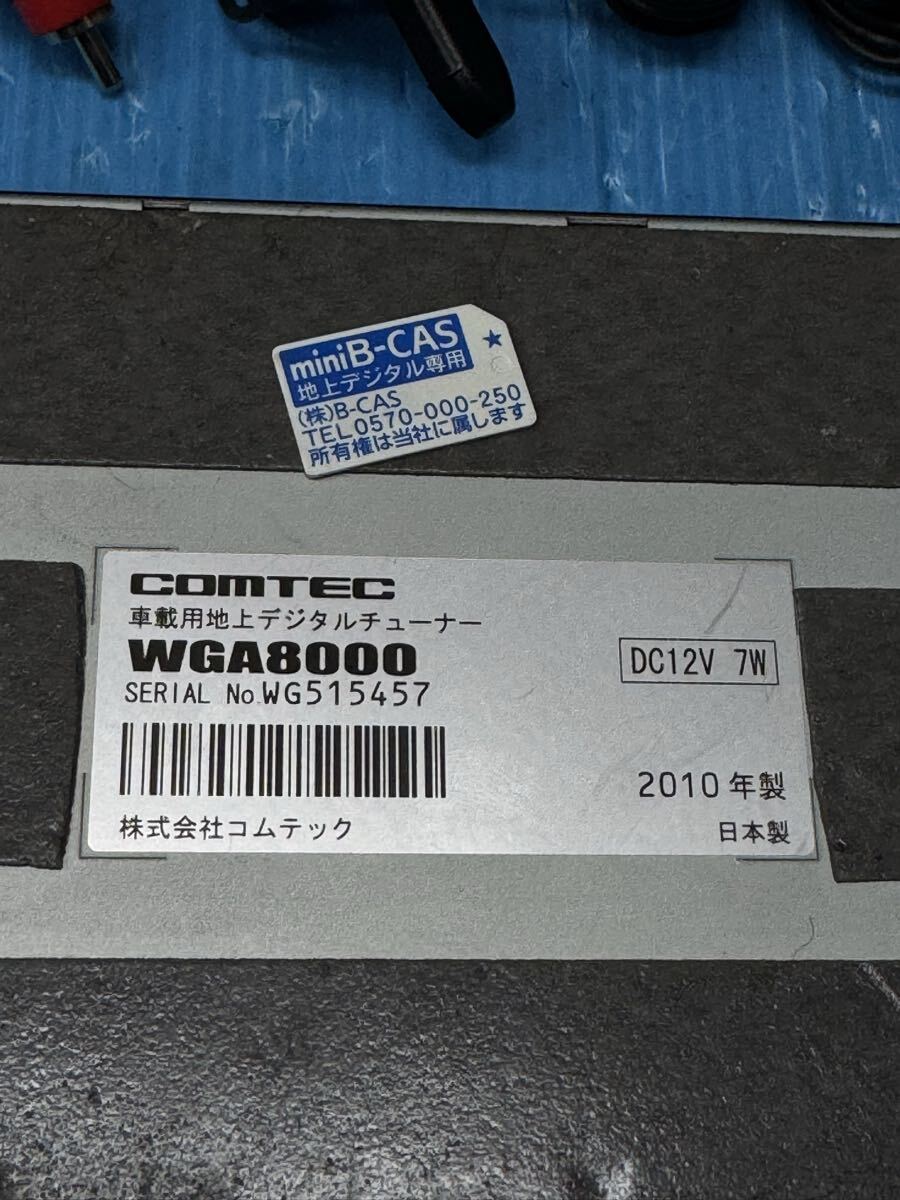 miniB-CAS ★
地上デジタル専用
(株)B-CAS
TEL0570-000-250
所有権は当社に属します
COMTEC
車載用地上デジタルチューナー
WGA8000
DC12V 7W
SERIAL No.WG515457
2010年製
株式会社コムテック
日本製